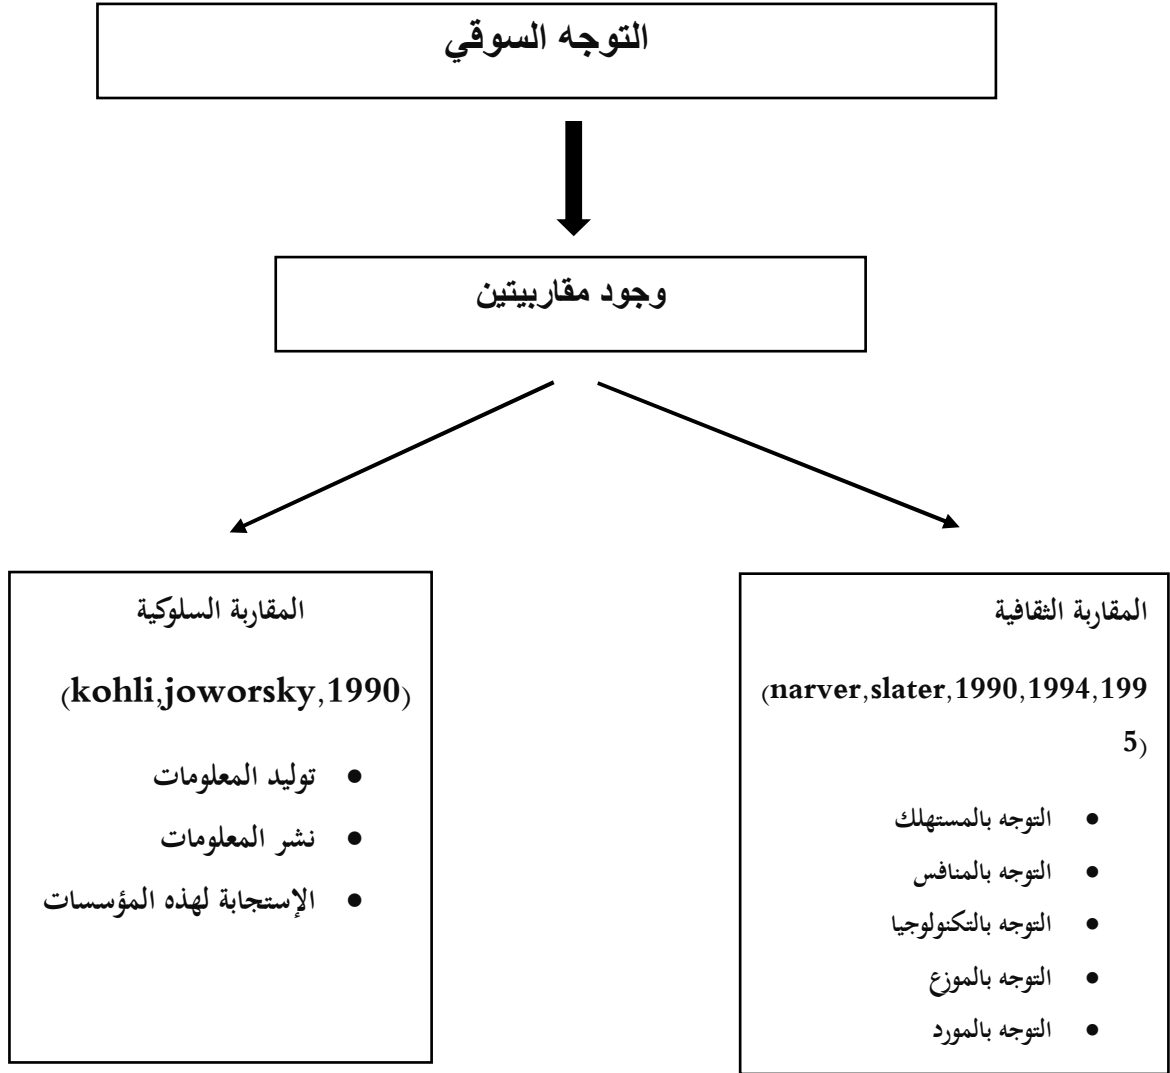 التوجه السوقي
وجود مقاربيتين
المقاربة الثقافية
(narver,slater,1990,1994,199
5)
• التوجه بالمستهلك
• التوجه بالمنافس
• التوجه بالتكنولوجيا
• التوجه بالموزع
• التوجه بالمورد
المقاربة السلوكية
(kohli,joworsky,1990)
• توليد المعلومات
• نشر المعلومات
• الإستجابة لهذه المؤسسات